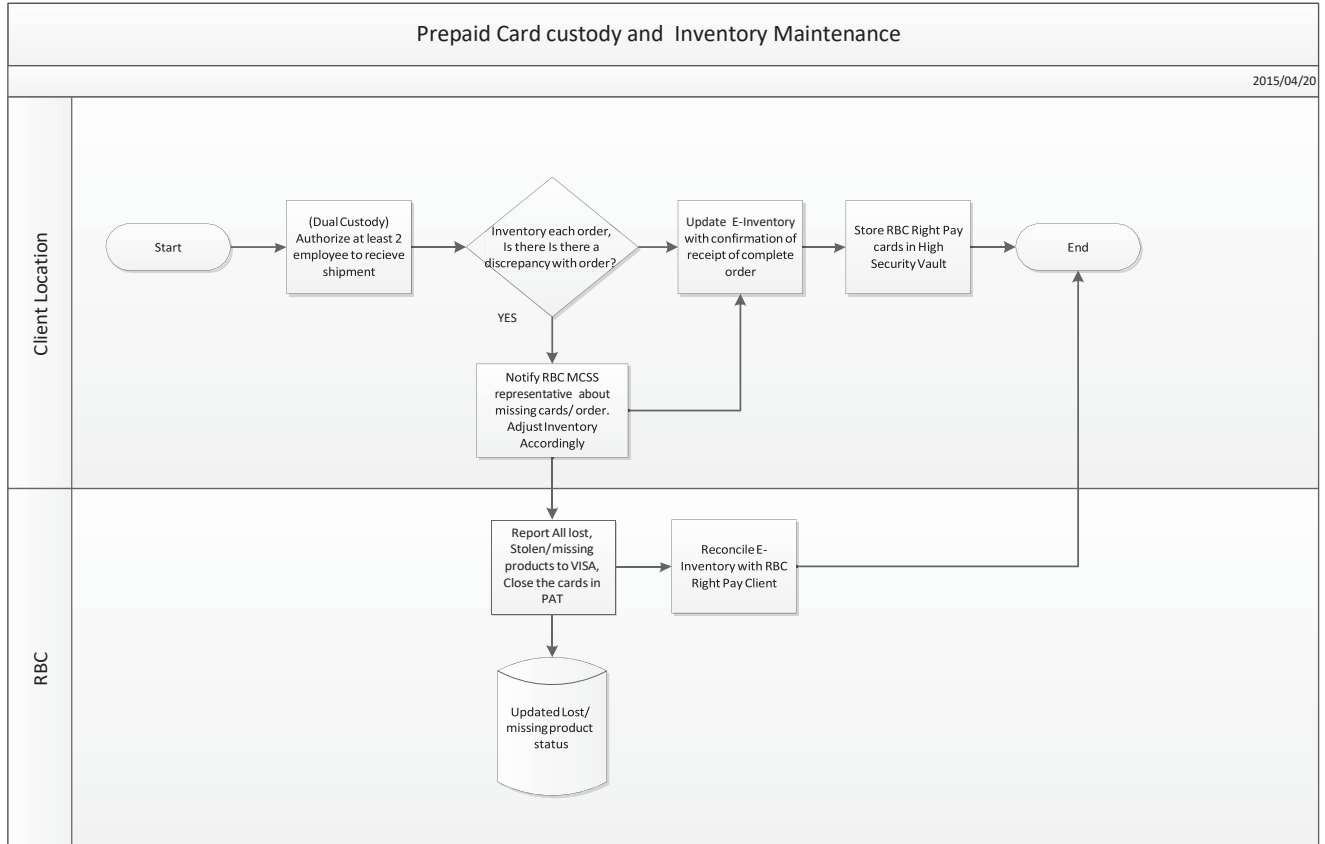 Prepaid Card custody and Inventory Maintenance
2015/04/20
Client Location
Start
(Dual Custody)
Authorize at least 2
employee to recieve
shipment
Inventory each order,
Is there Is there a
discrepancy with order?
YES
Update E-Inventory
with confirmation of
receipt of complete
order
Store RBC Right Pay
cards in High
Security Vault
End
Notify RBC MCSS
representative about
missing cards/ order.
Adjust Inventory
Accordingly
RBC
Report All lost,
Stolen/missing
products to VISA,
Close the cards in
PAT
Reconcile E-
Inventory with RBC
Right Pay Client
Updated Lost/
missing product
status